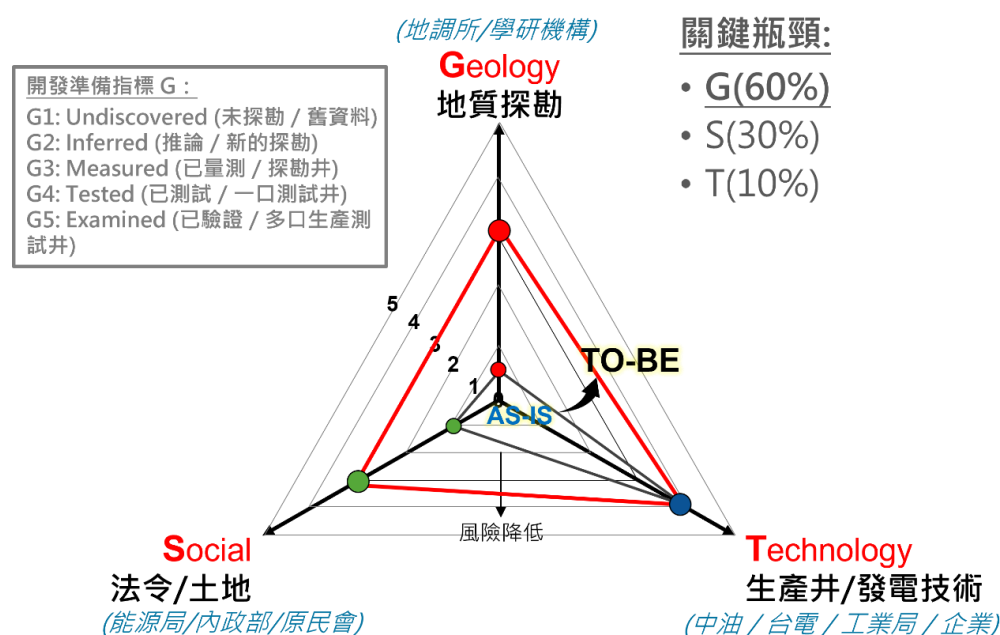 (地調所/學研機構)
Geology
地質探勘
關鍵瓶頸:
• G(60%)
• S(30%)
• T(10%)
開發準備指標 G：
G1: Undiscovered (未探勘 / 舊資料)
G2: Inferred (推論 / 新的探勘)
G3: Measured (已量測 / 探勘井)
G4: Tested (已測試 / 一口測試井)
G5: Examined (已驗證 / 多口生產測
試井)
5
4
3
2
1
0
TO-BE
AS-IS
風險降低
Social
法令/土地
(能源局/內政部/原民會)
Technology
生產井/發電技術
(中油 / 台電 / 工業局 / 企業)